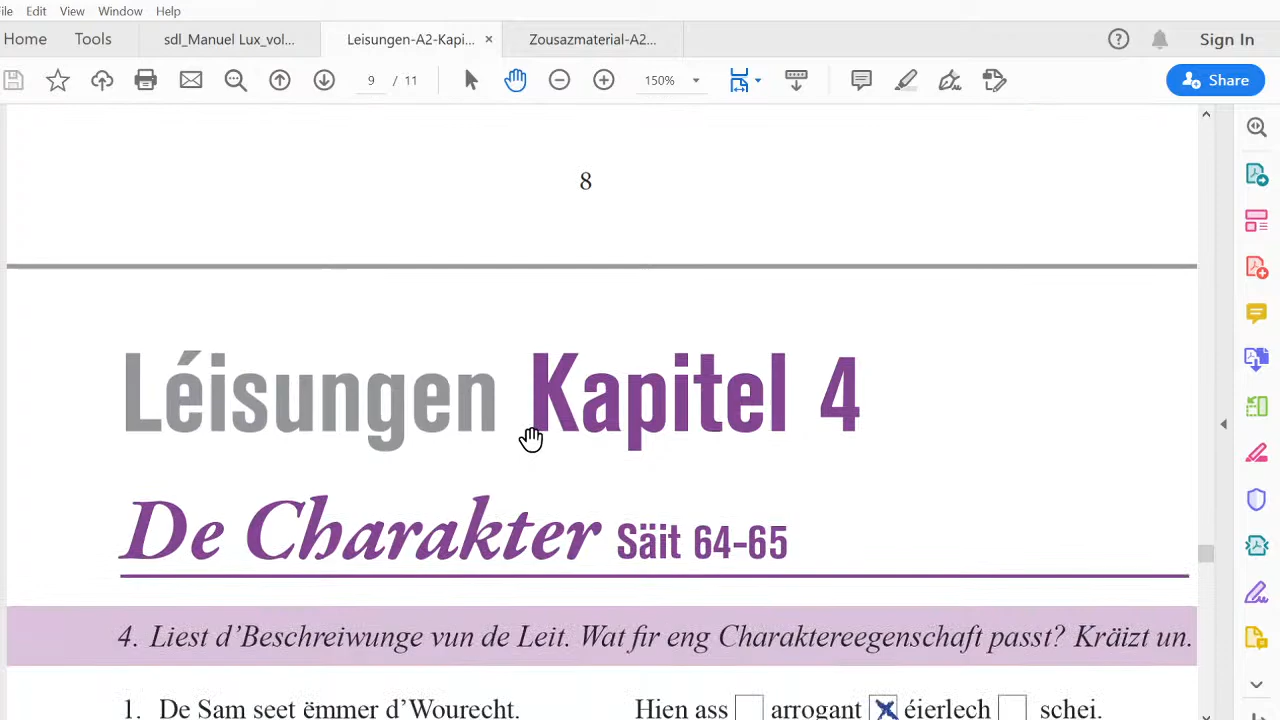 File Edit View Window Help
Home Tools sdl_Manuel Lux_vol... Leisungen-A2-Kapi... × Zousazmaterial-A2... Sign In
9 / 11 150% Share
8
Léisungen Kapitel 4
De Charakter Säit 64-65
4. Liest d’Beschreiwunge vun de Leit. Wat fir eng Charaktereegenschaft passt? Kräizt un.
1. De Sam seet ëmmer d’Wourecht. Hien ass arrogant éierlech schei.